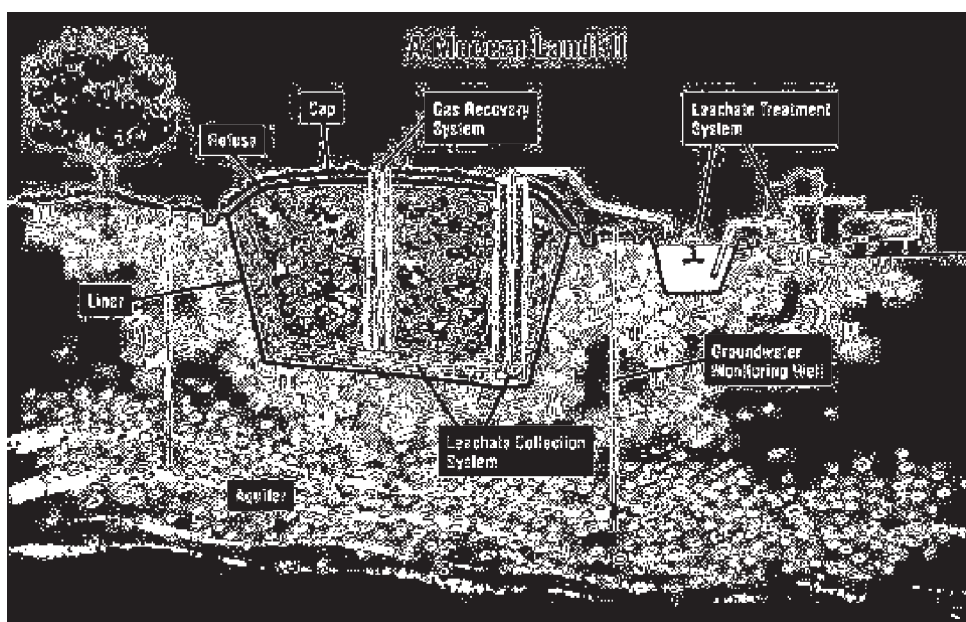 A Modern Landfill
Cap
Gas Recovery
System
Leachate Treatment
System
Refuse
Liner
Groundwater
Monitoring Well
Leachate Collection
System
Aquifer